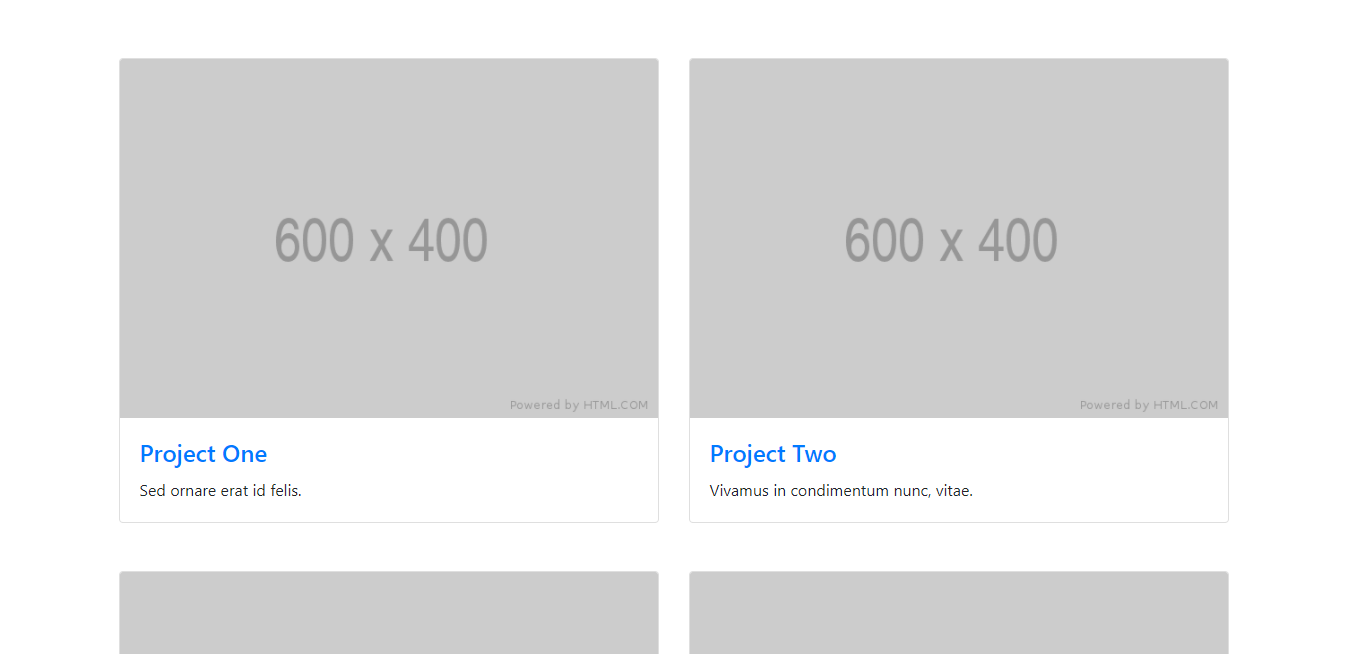 600 x 400
Powered by HTML.COM
Project One
Sed ornare erat id felis.
600 x 400
Powered by HTML.COM
Project Two
Vivamus in condimentum nunc, vitae.